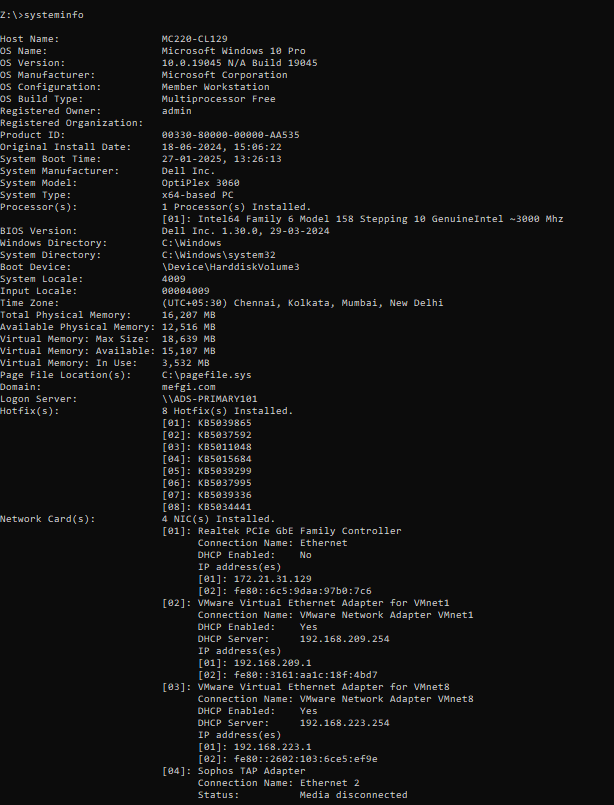 Z:\>systeminfo
Host Name:                 MC220-CL129
OS Name:                   Microsoft Windows 10 Pro
OS Version:                10.0.19045 N/A Build 19045
OS Manufacturer:           Microsoft Corporation
OS Configuration:          Member Workstation
OS Build Type:             Multiprocessor Free
Registered Owner:          admin
Registered Organization:
Product ID:                00330-80000-00000-AA535
Original Install Date:     18-06-2024, 15:06:22
System Boot Time:          27-01-2025, 13:26:13
System Manufacturer:       Dell Inc.
System Model:              OptiPlex 3060
System Type:               x64-based PC
Processor(s):              1 Processor(s) Installed.
                           [01]: Intel64 Family 6 Model 158 Stepping 10 GenuineIntel ~3000 Mhz
BIOS Version:              Dell Inc. 1.30.0, 29-03-2024
Windows Directory:         C:\Windows
System Directory:          C:\Windows\system32
Boot Device:               \Device\HarddiskVolume3
System Locale:             4009
Input Locale:              00004009
Time Zone:                 (UTC+05:30) Chennai, Kolkata, Mumbai, New Delhi
Total Physical Memory:     16,207 MB
Available Physical Memory: 12,516 MB
Virtual Memory: Max Size:  18,639 MB
Virtual Memory: Available: 15,107 MB
Virtual Memory: In Use:    3,532 MB
Page File Location(s):     C:\pagefile.sys
Domain:                    mefgi.com
Logon Server:              \\ADS-PRIMARY101
Hotfix(s):                 8 Hotfix(s) Installed.
                           [01]: KB5039865
                           [02]: KB5037592
                           [03]: KB5011048
                           [04]: KB5015684
                           [05]: KB5039299
                           [06]: KB5037995
                           [07]: KB5039336
                           [08]: KB5034441
Network Card(s):           4 NIC(s) Installed.
                           [01]: Realtek PCIe GbE Family Controller
                                 Connection Name: Ethernet
                                 DHCP Enabled:    No
                                 IP address(es)
                                 [01]: 172.21.31.129
                                 [02]: fe80::6c5:9daa:97b0:7c6
                           [02]: VMware Virtual Ethernet Adapter for VMnet1
                                 Connection Name: VMware Network Adapter VMnet1
                                 DHCP Enabled:    Yes
                                 DHCP Server:     192.168.209.254
                                 IP address(es)
                                 [01]: 192.168.209.1
                                 [02]: fe80::3161:aa1c:18f:4bd7
                           [03]: VMware Virtual Ethernet Adapter for VMnet8
                                 Connection Name: VMware Network Adapter VMnet8
                                 DHCP Enabled:    Yes
                                 DHCP Server:     192.168.223.254
                                 IP address(es)
                                 [01]: 192.168.223.1
                                 [02]: fe80::2602:103:6ce5:ef9e
                           [04]: Sophos TAP Adapter
                                 Connection Name: Ethernet 2
                                 Status:          Media disconnected